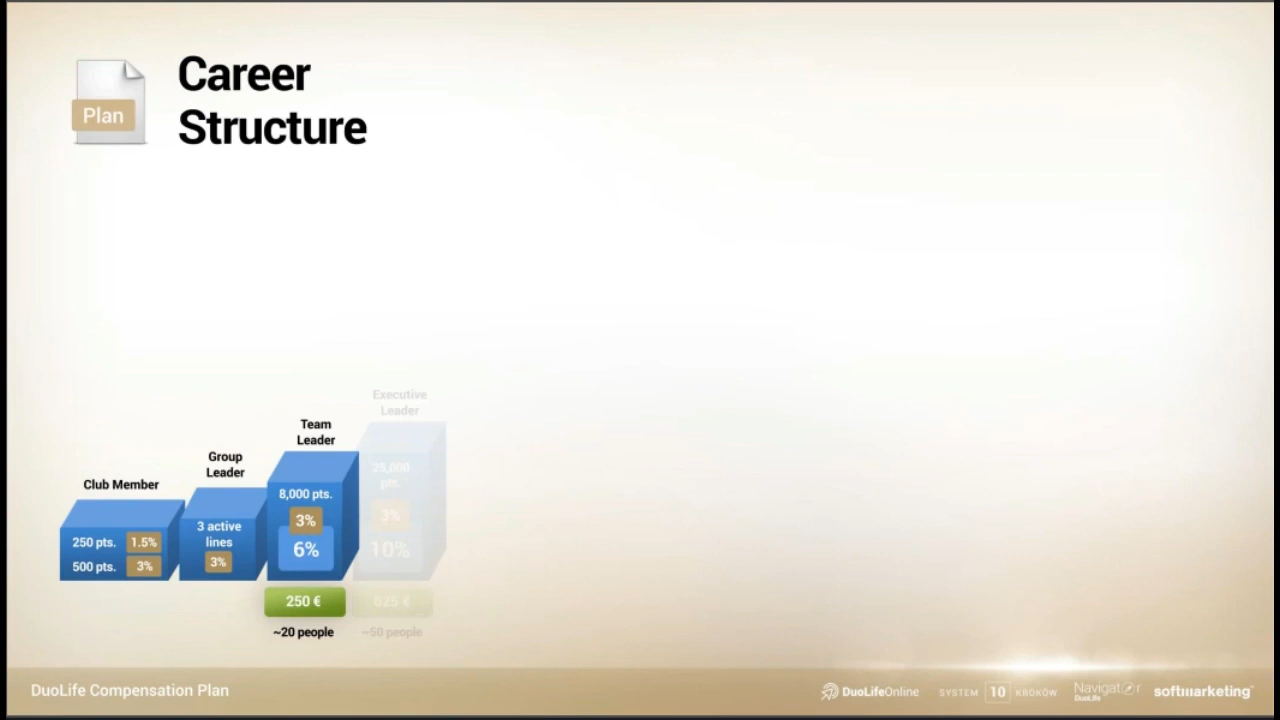 Plan
Career
Structure
Executive
Leader
Team
Leader
Group
Leader
Club Member
25,000
pts.
8,000 pts.
3%
3%
3 active
lines
3%
250 pts. 1.5%
500 pts. 3%
6%
10%
250 €
625 €
~20 people
~50 people
DuoLife Compensation Plan
DuoLifeOnline
SYSTEM 10 KROKÓW
Navigator
DuoLife
softmarketing